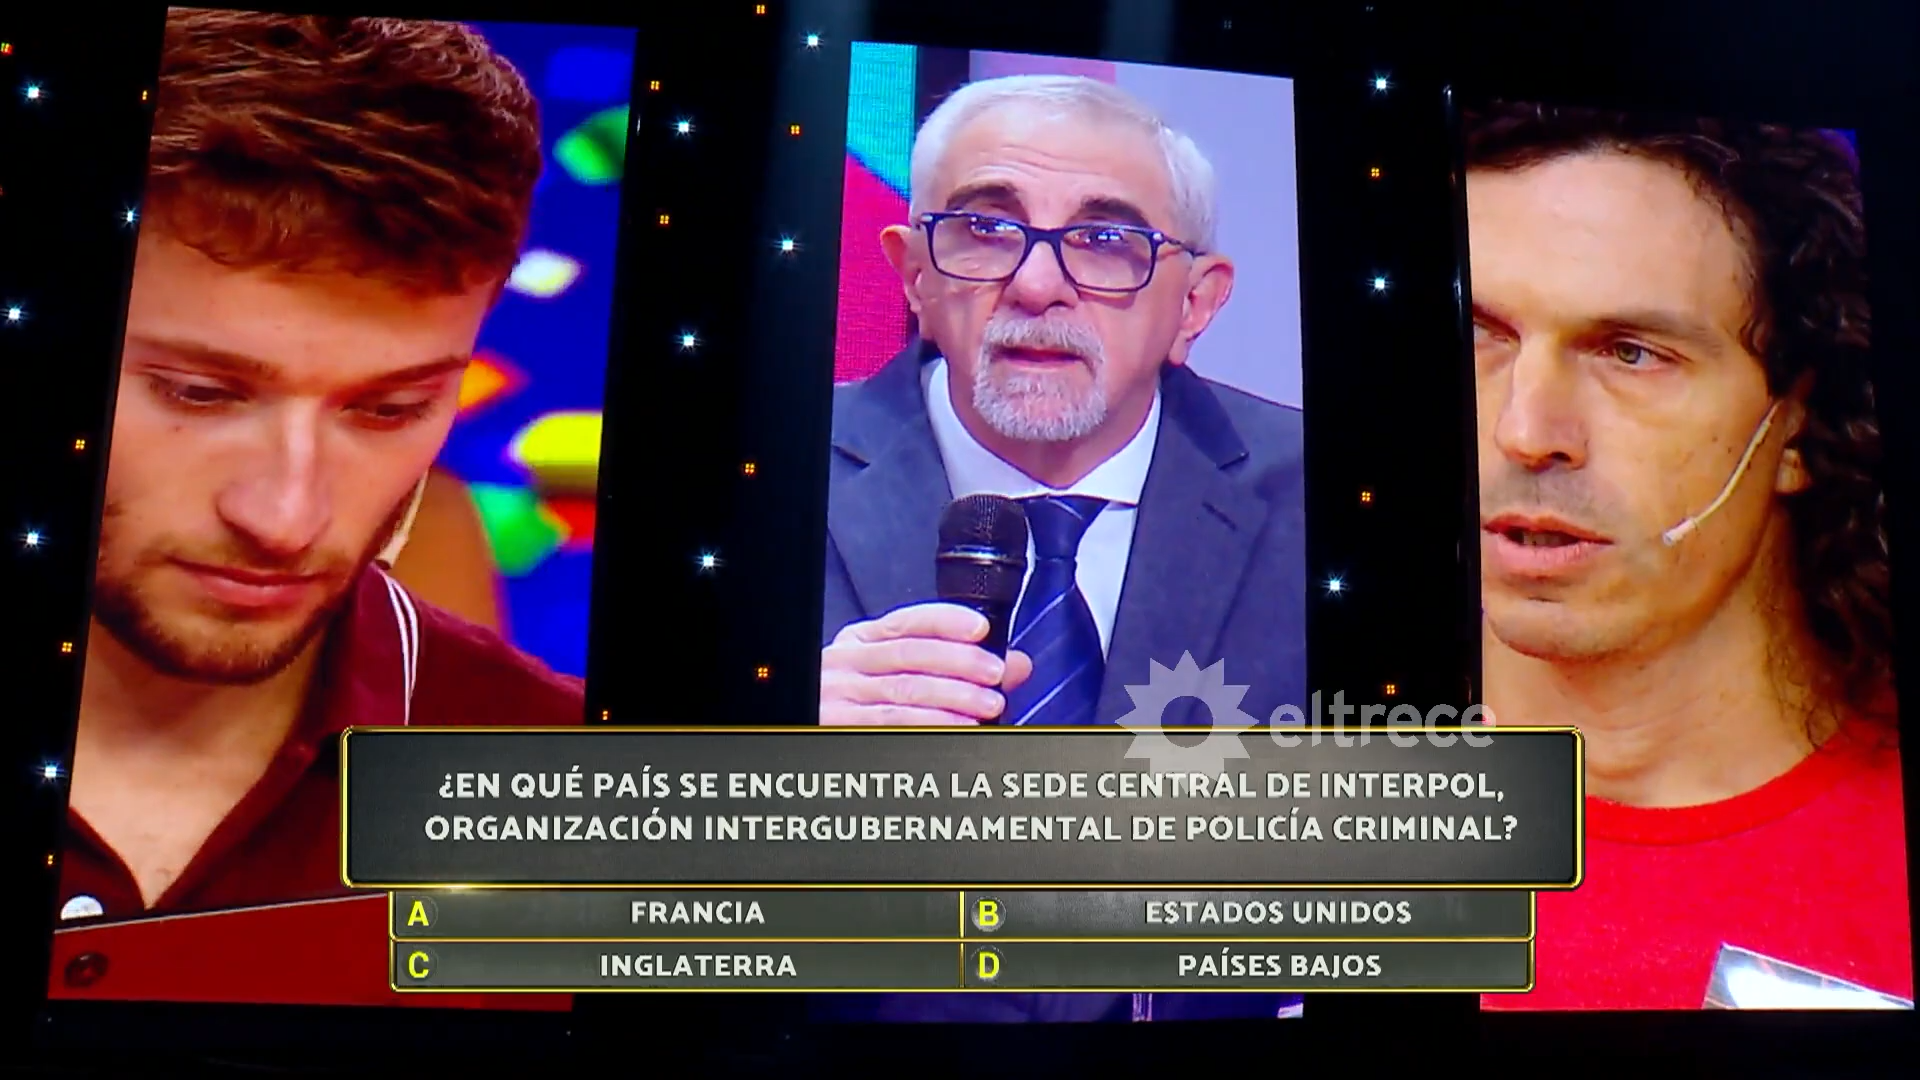 eltrece
¿EN QUÉ PAÍS SE ENCUENTRA LA SEDE CENTRAL DE INTERPOL,
ORGANIZACIÓN INTERGUBERNAMENTAL DE POLICÍA CRIMINAL?
A FRANCIA
B ESTADOS UNIDOS
C INGLATERRA
D PAÍSES BAJOS